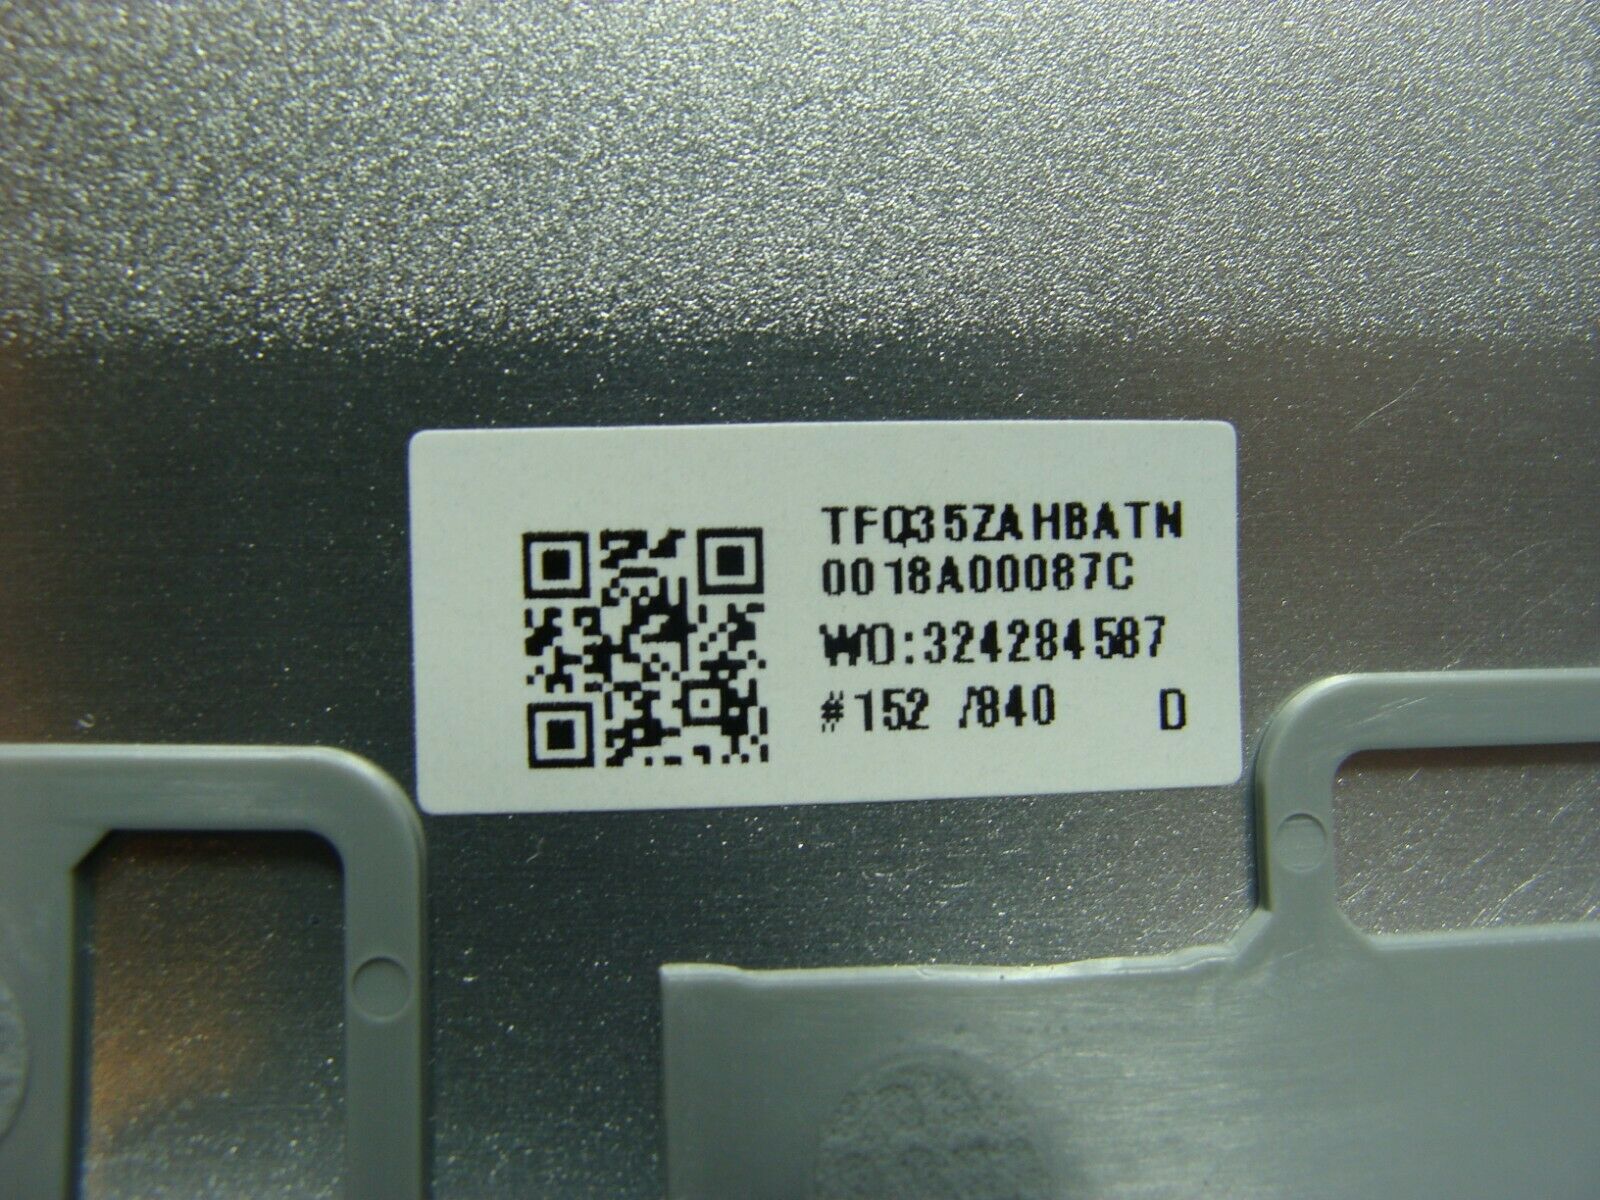 TFQ35ZAHBATN
0018A00087C
WO:324284587
#152 /840 D